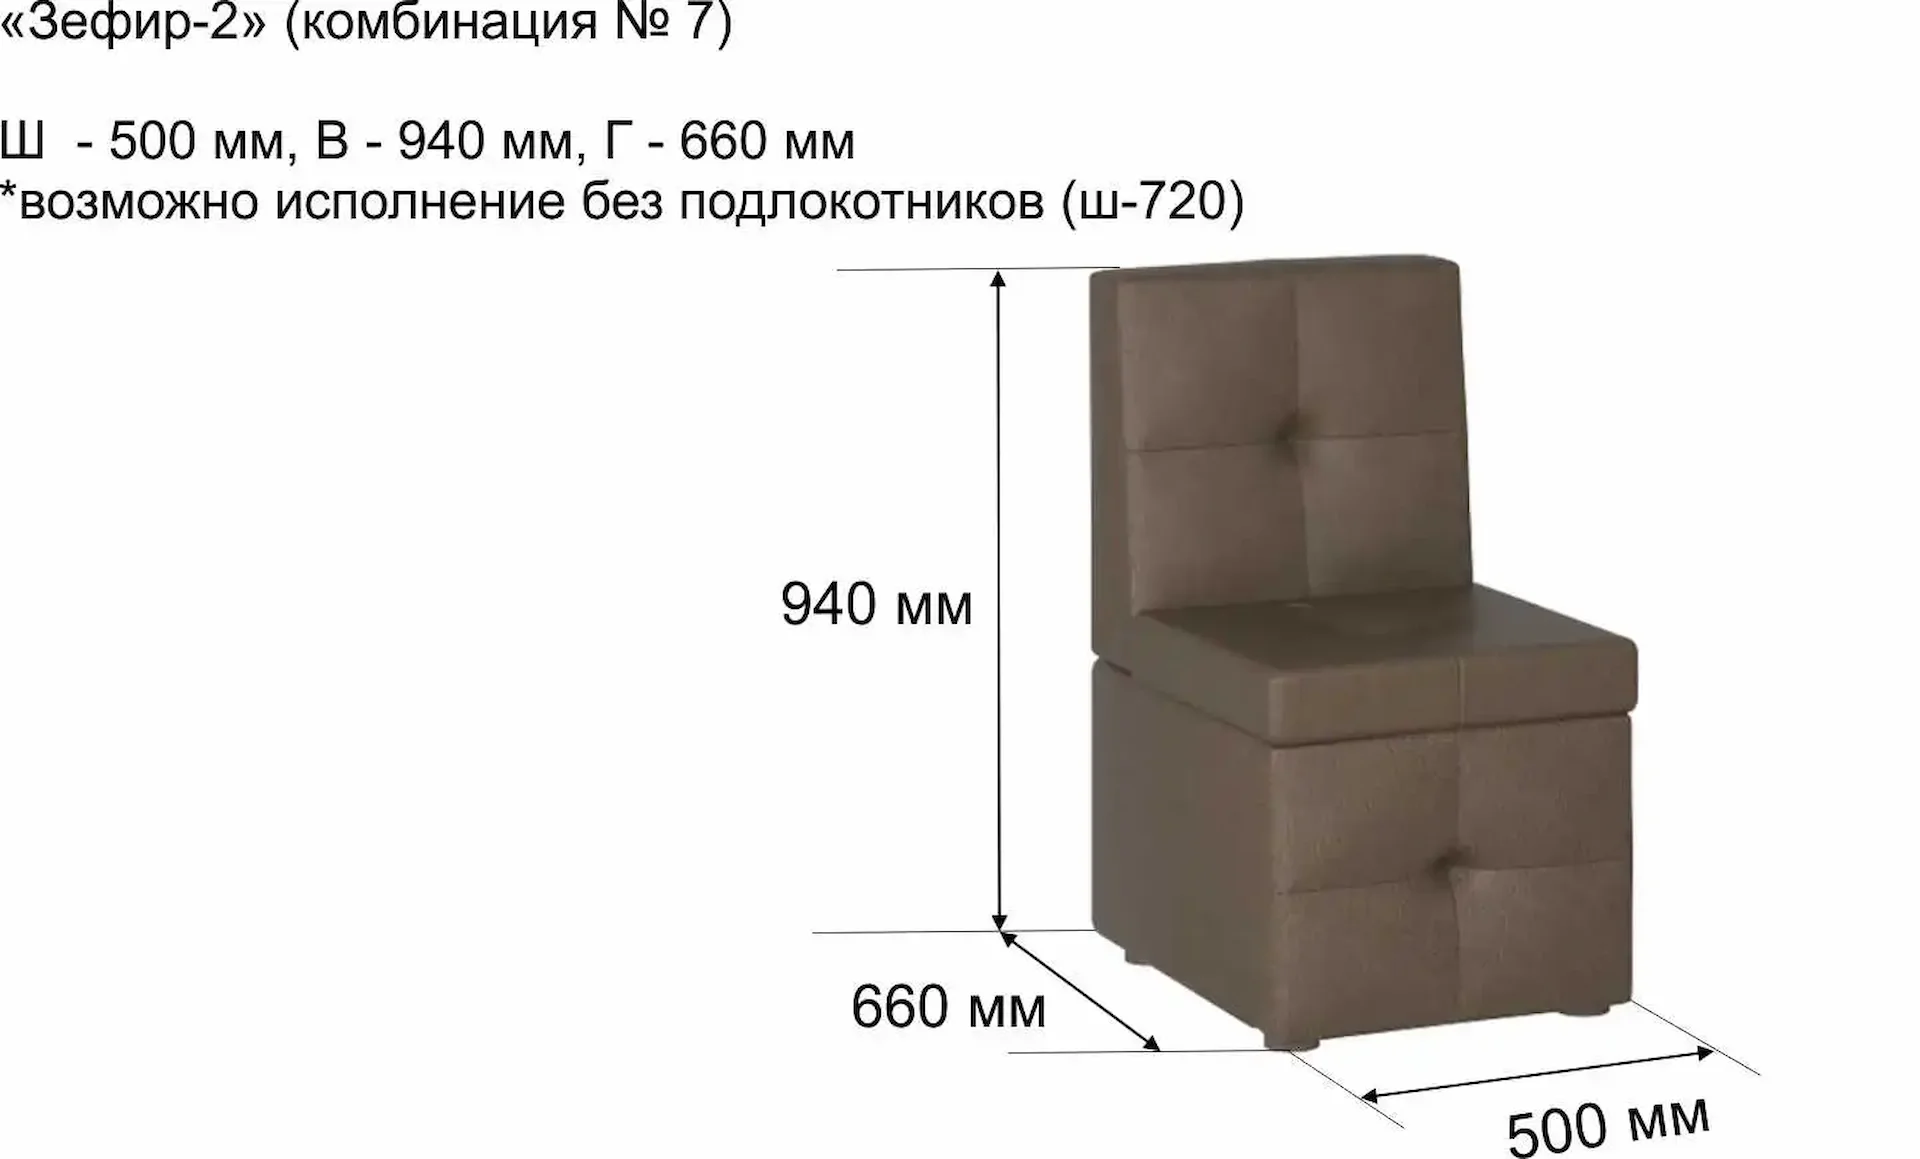 «Зефир-2» (комбинация № 7)
Ш - 500 мм, В - 940 мм, Г - 660 мм
*возможно исполнение без подлокотников (ш-720)
940 мм
660 мм
500 мм